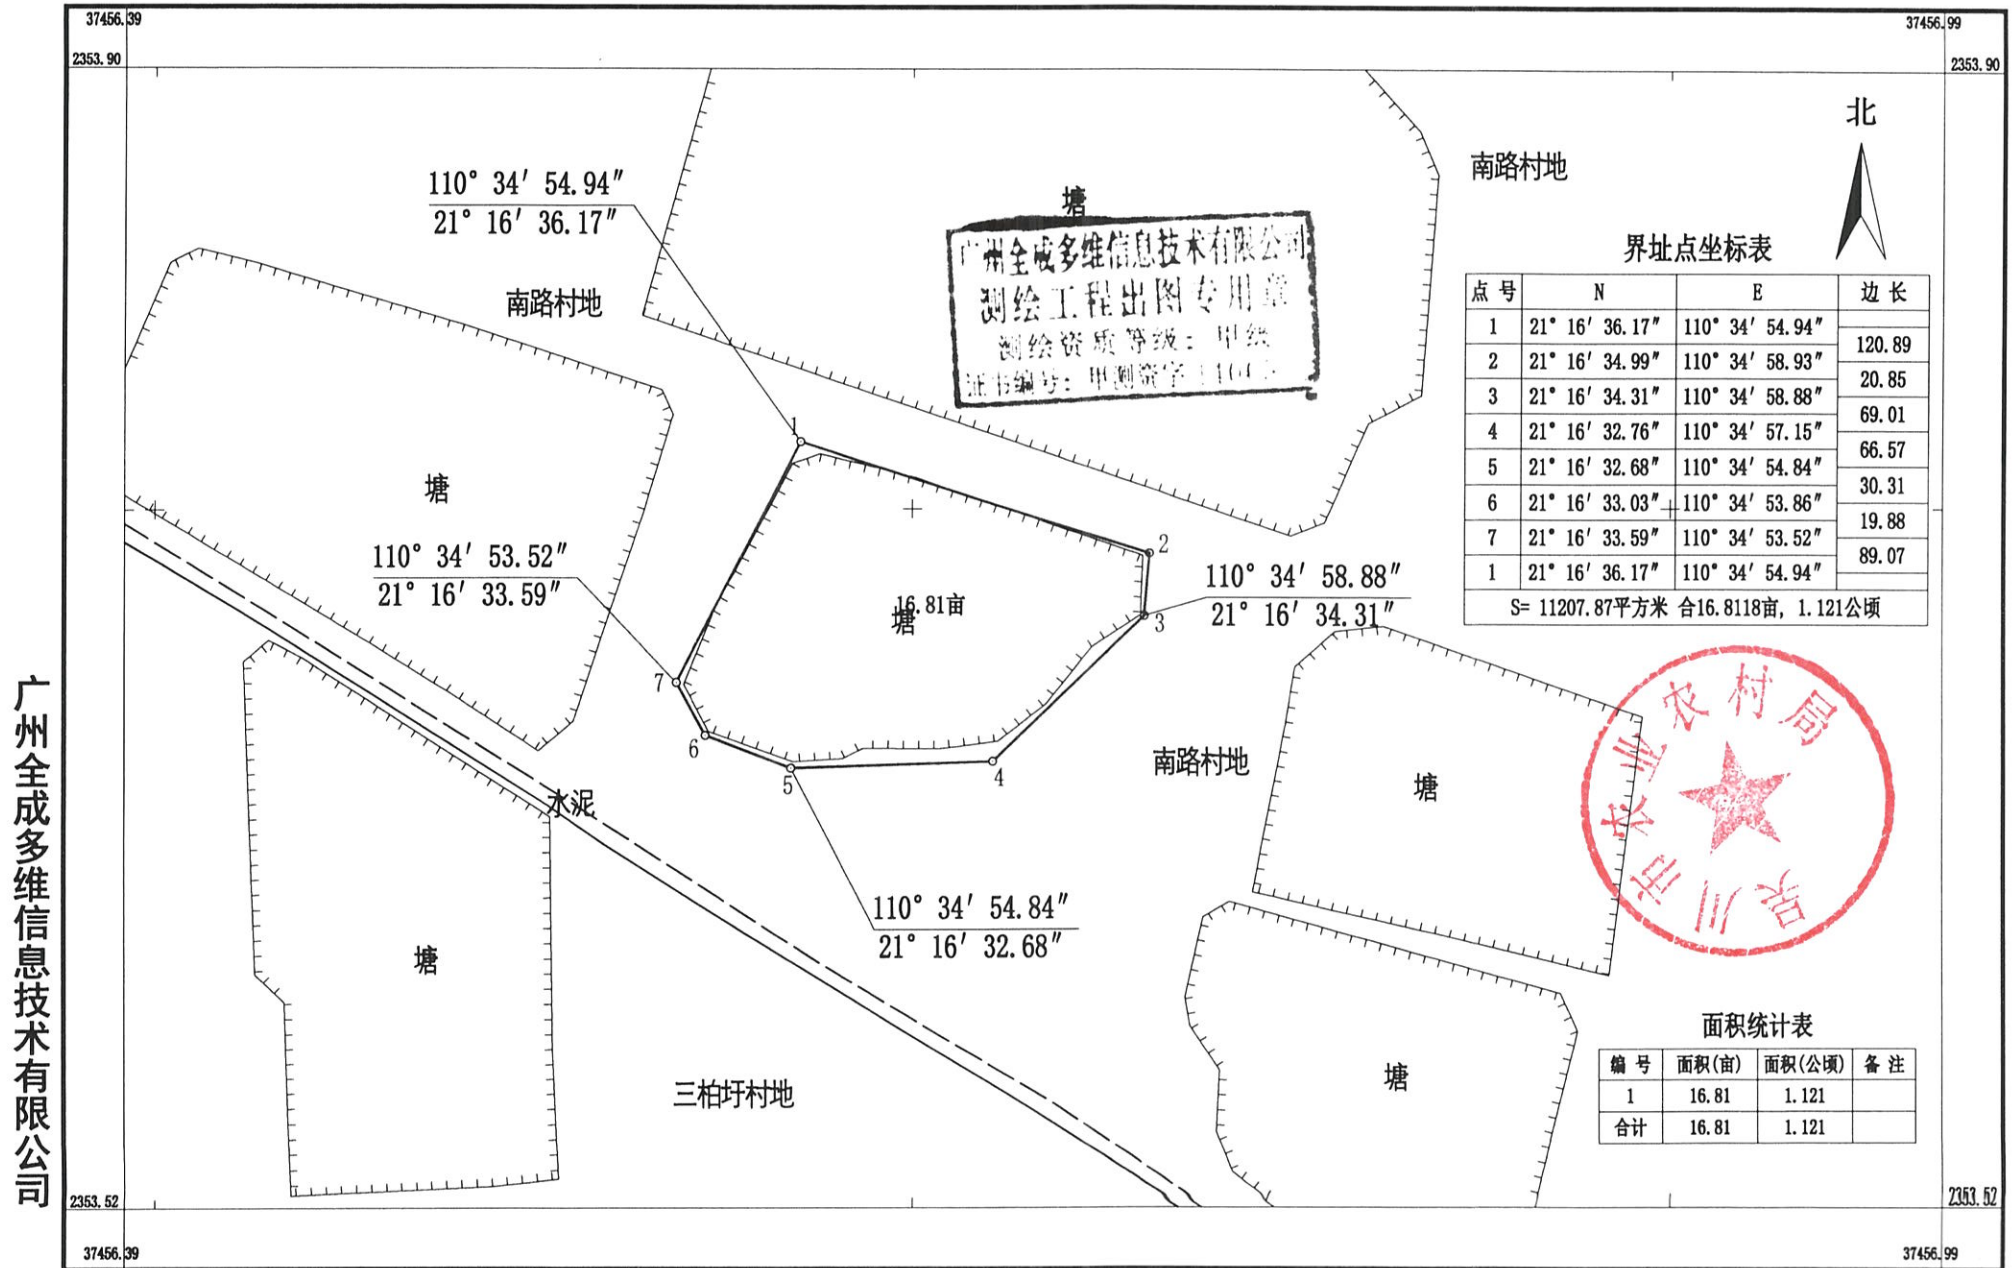 37456.39
37456.99
2353.90
2353.90
北
110° 34′ 54.94″
21° 16′ 36.17″
南路村地
塘
南路村地
广州全成多维信息技术有限公司
测绘工程出图专用章
测绘资质等级：甲级
证书编号：甲测资字
界址点坐标表
点号 N E 边长
1 21° 16′ 36.17″ 110° 34′ 54.94″
120.89
2 21° 16′ 34.99″ 110° 34′ 58.93″
20.85
3 21° 16′ 34.31″ 110° 34′ 58.88″
69.01
4 21° 16′ 32.76″ 110° 34′ 57.15″
66.57
5 21° 16′ 32.68″ 110° 34′ 54.84″
30.31
6 21° 16′ 33.03″ 110° 34′ 53.86″
19.88
7 21° 16′ 33.59″ 110° 34′ 53.52″
89.07
1 21° 16′ 36.17″ 110° 34′ 54.94″
S= 11207.87平方米 合16.8118亩, 1.121公顷
1
塘
2
110° 34′ 53.52″
21° 16′ 33.59″
16.81亩
塘
110° 34′ 58.88″
21° 16′ 34.31″
3
7
6
5
4
南路村地
塘
水泥
吴川市农业农村局
110° 34′ 54.84″
21° 16′ 32.68″
塘
塘
三柏圩村地
面积统计表
编号 面积(亩) 面积(公顷) 备注
1 16.81 1.121
合计 16.81 1.121
广州全成多维信息技术有限公司
2353.52
2353.52
37456.39
37456.99